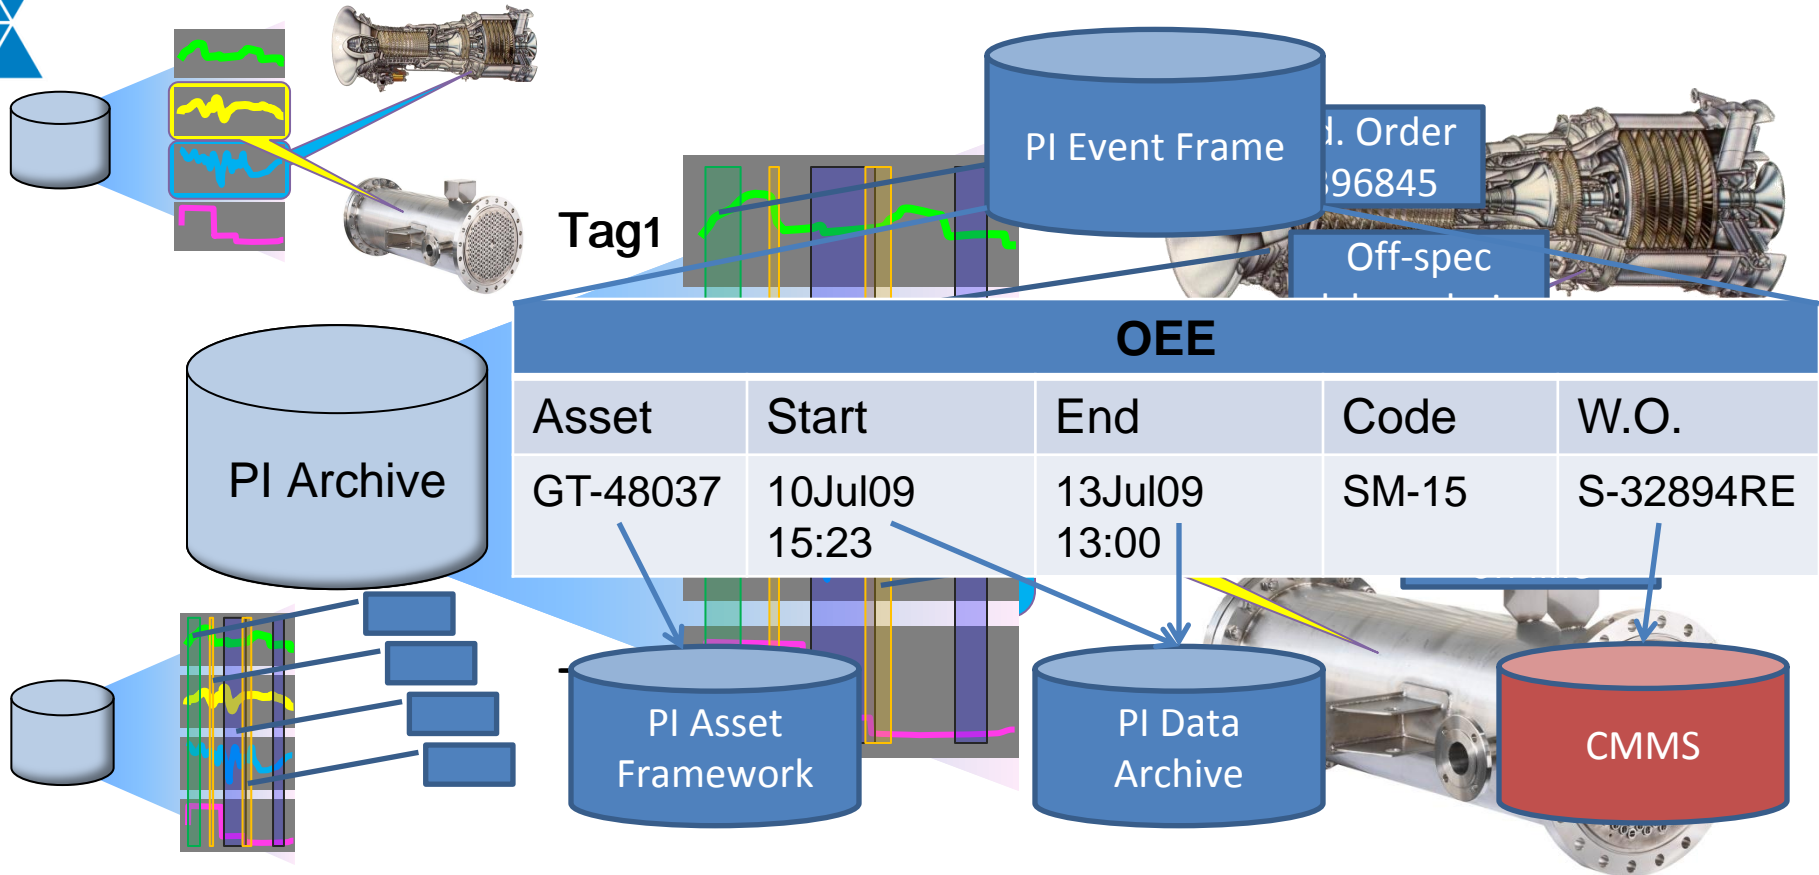 PI Event Frame
d. Order
396845
Tag1
Off-spec
OEE
Asset Start End Code W.O.
GT-48037 10Jul09 13Jul09 SM-15 S-32894RE
15:23 13:00
PI Archive
PI Asset
Framework
PI Data
Archive
CMMS